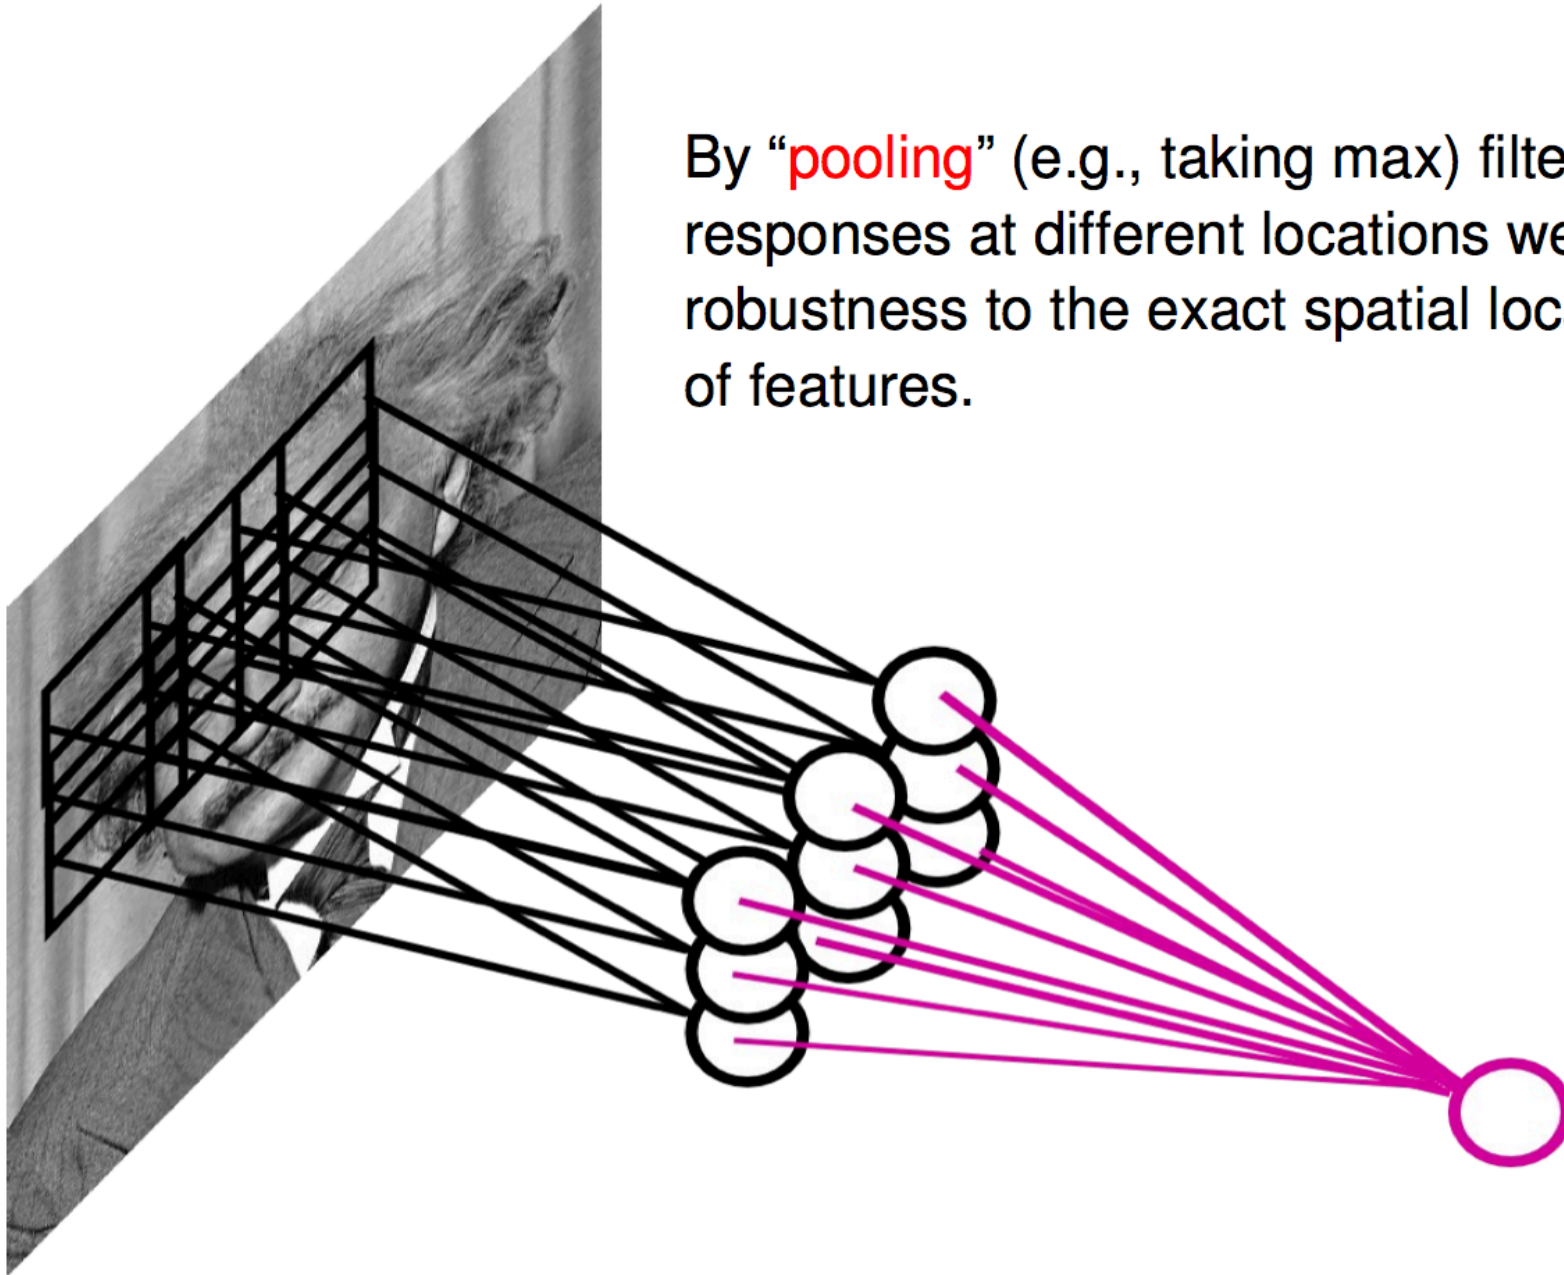 By “pooling” (e.g., taking max) filte
responses at different locations we
robustness to the exact spatial loc
of features.